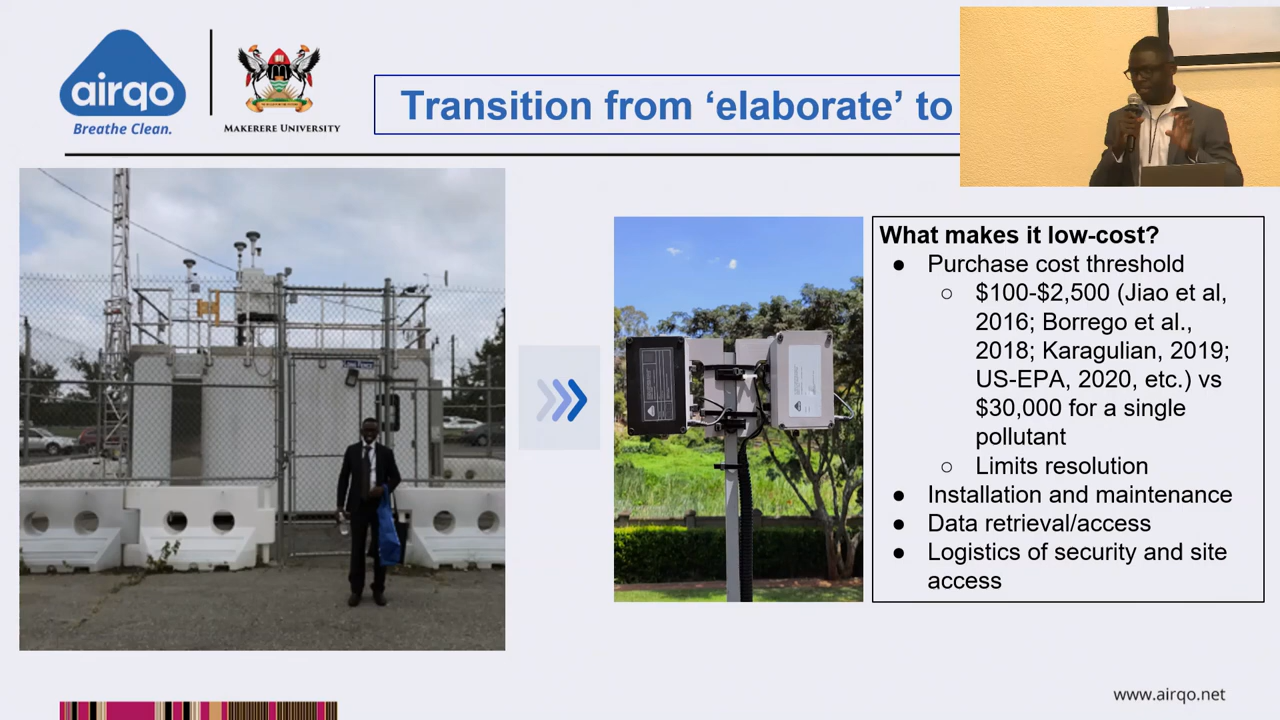 airqo
Breathe Clean.
MAKERERE UNIVERSITY
Transition from ‘elaborate’ to
What makes it low-cost?
● Purchase cost threshold
○ $100-$2,500 (Jiao et al,
2016; Borrego et al.,
2018; Karagulian, 2019;
US-EPA, 2020, etc.) vs
$30,000 for a single
pollutant
○ Limits resolution
● Installation and maintenance
● Data retrieval/access
● Logistics of security and site
access
www.airqo.net